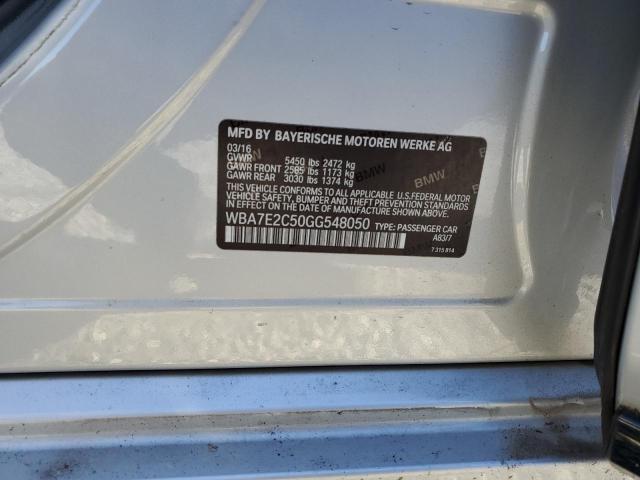 MFD BY BAYERISCHE MOTOREN WERKE AG
03/16
GVWR 5450 lbs 2472 kg
GAWR FRONT 2585 lbs 1173 kg
GAWR REAR 3030 lbs 1374 kg
THIS VEHICLE CONFORMS TO ALL APPLICABLE U.S. FEDERAL MOTOR
VEHICLE SAFETY, BUMPER AND THEFT PREVENTION STANDARDS
IN EFFECT ON THE DATE OF MANUFACTURE SHOWN ABOVE.
WBA7E2C50GG548050 TYPE: PASSENGER CAR
A83/7
7 315 814
BMW
BMW
BMW